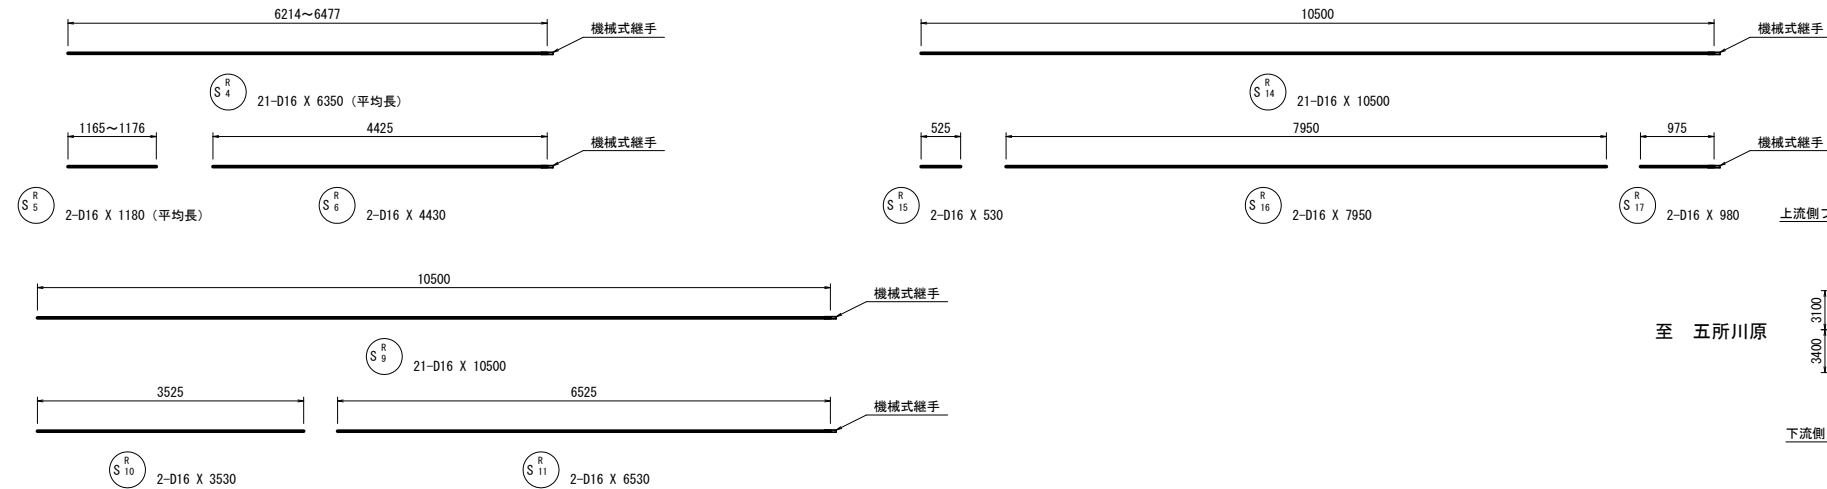 6214～6477
機械式継手
S R 4
21-D16 X 6350 (平均長)
1165～1176
4425
機械式継手
S R 5
2-D16 X 1180 (平均長)
S R 6
2-D16 X 4430
10500
機械式継手
S R 9
21-D16 X 10500
3525
6525
機械式継手
S R 10
2-D16 X 3530
S R 11
2-D16 X 6530
10500
機械式継手
S R 14
21-D16 X 10500
525
7950
975
機械式継手
S R 15
2-D16 X 530
S R 16
2-D16 X 7950
S R 17
2-D16 X 980
上流側
至 五所川原
3100
3400
下流側